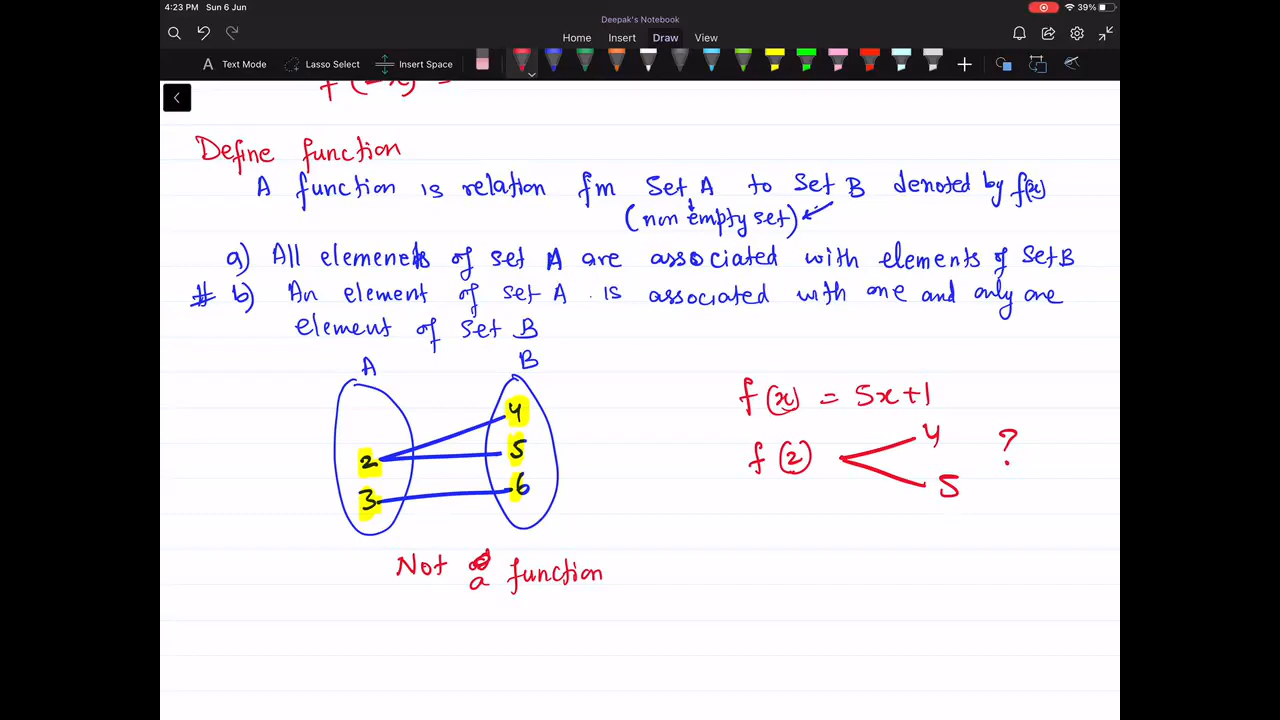 4:23 PM Sun 6 Jun
39%
Deepak's Notebook
Home Insert Draw View
Text Mode Lasso Select Insert Space
Define function
A function is relation fm Set A to Set B denoted by f(x)
(non empty set)
a) All elements of set A are associated with elements of Set B
# b) An element of set A is associated with one and only one
element of set B
A B
4
2 5
3 6
f(x) = 5x+1
f(2) 4 ?
5
Not a function